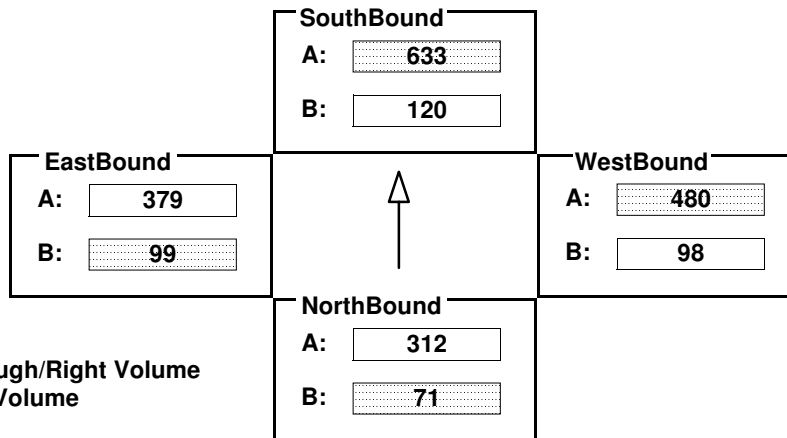 SouthBound
A: 633
B: 120
EastBound
A: 379
B: 99
WestBound
A: 480
B: 98
NorthBound
A: 312
B: 71
ugh/Right Volume
Volume